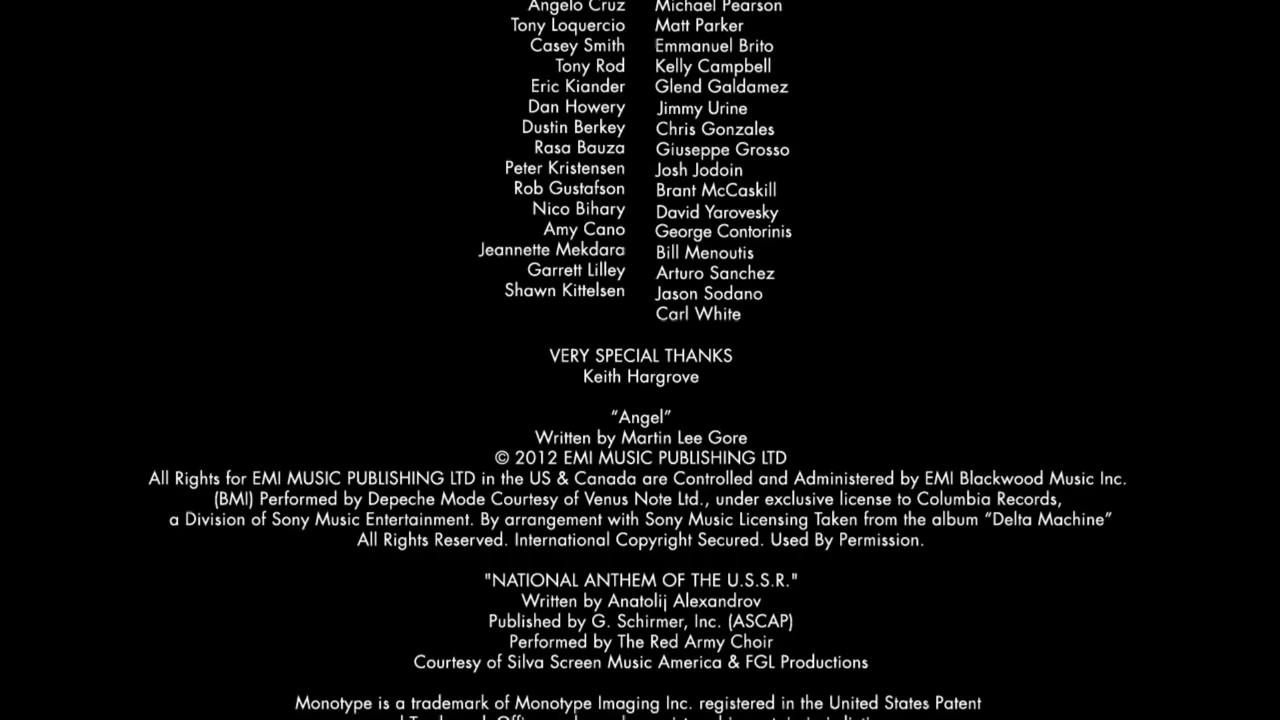 Angelo Cruz Michael Pearson
Tony Loquercio Matt Parker
Casey Smith Emmanuel Brito
Tony Rod Kelly Campbell
Eric Kiander Glend Galdamez
Dan Howery Jimmy Urine
Dustin Berkey Chris Gonzales
Rasa Bauza Giuseppe Grosso
Peter Kristensen Josh Jodoin
Rob Gustafson Brant McCaskill
Nico Bihary David Yarovesky
Amy Cano George Contorinis
Jeannette Mekdara Bill Menoutis
Garrett Lilley Arturo Sanchez
Shawn Kittelsen Jason Sodano
Carl White
VERY SPECIAL THANKS
Keith Hargrove
“Angel”
Written by Martin Lee Gore
© 2012 EMI MUSIC PUBLISHING LTD
All Rights for EMI MUSIC PUBLISHING LTD in the US & Canada are Controlled and Administered by EMI Blackwood Music Inc.
(BMI) Performed by Depeche Mode Courtesy of Venus Note Ltd., under exclusive license to Columbia Records,
a Division of Sony Music Entertainment. By arrangement with Sony Music Licensing Taken from the album “Delta Machine”
All Rights Reserved. International Copyright Secured. Used By Permission.
"NATIONAL ANTHEM OF THE U.S.S.R."
Written by Anatolij Alexandrov
Published by G. Schirmer, Inc. (ASCAP)
Performed by The Red Army Choir
Courtesy of Silva Screen Music America & FGL Productions
Monotype is a trademark of Monotype Imaging Inc. registered in the United States Patent